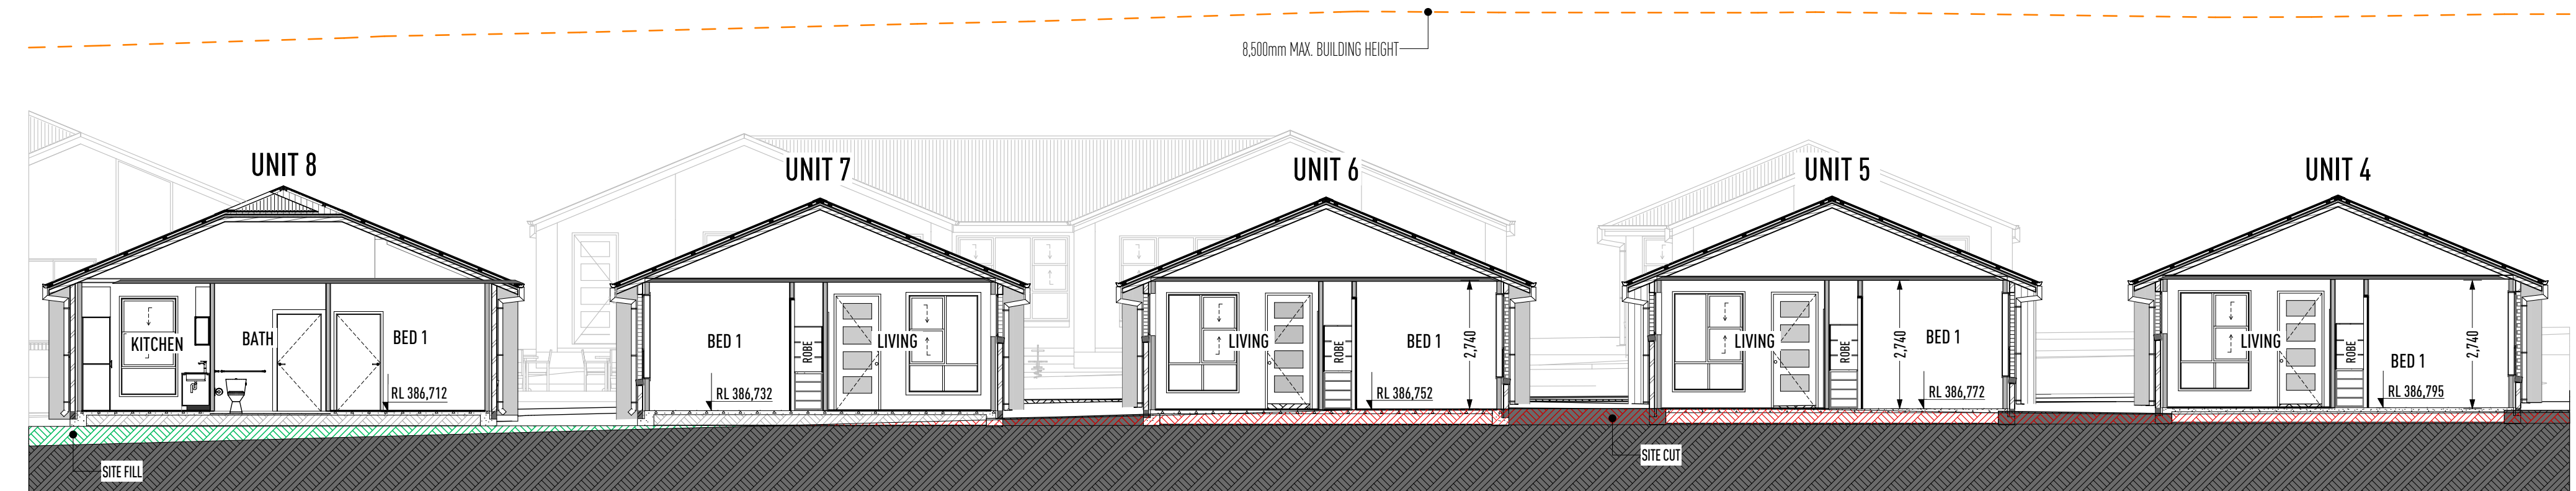 8,500mm MAX. BUILDING HEIGHT
UNIT 8
UNIT 7
UNIT 6
UNIT 5
UNIT 4
KITCHEN
BATH
BED 1
RL 386,712
BED 1
ROBE
LIVING
RL 386,732
LIVING
ROBE
BED 1
2,740
RL 386,752
LIVING
ROBE
2,740
BED 1
RL 386,772
LIVING
ROBE
BED 1
2,740
RL 386,795
SITE FILL
SITE CUT